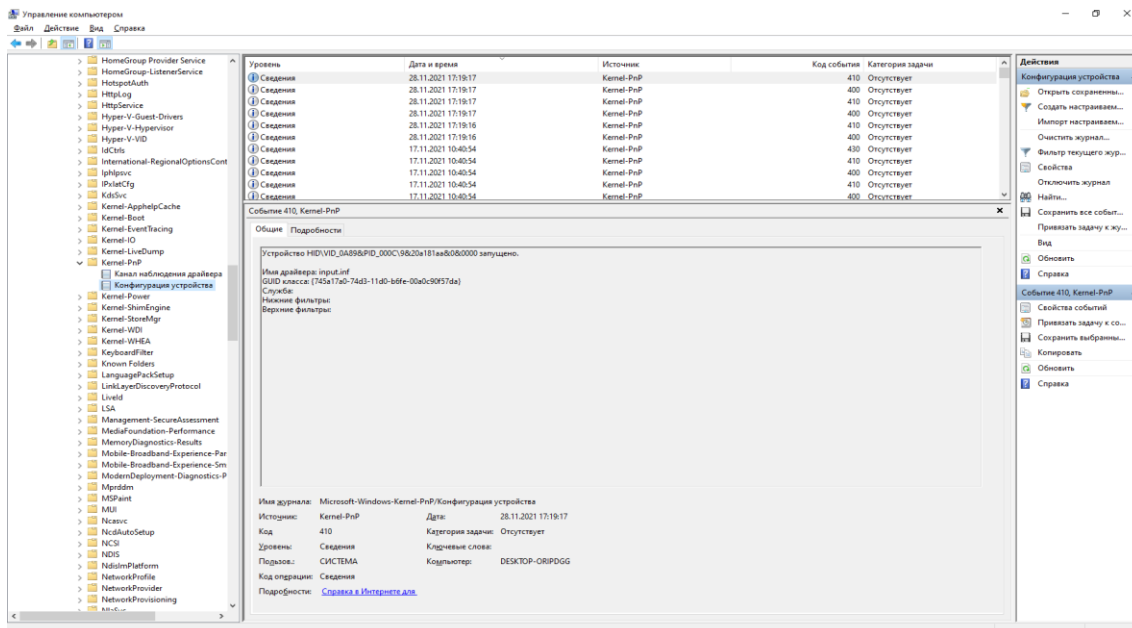 Управление компьютером
Файл Действие Вид Справка
HomeGroup Provider Service
HomeGroup-ListenerService
HotspotAuth
HttpLog
HttpService
Hyper-V-Guest-Drivers
Hyper-V-Hypervisor
Hyper-V-VID
IdCtrls
International-RegionalOptionsCont
Iphlpsvc
IPxlatCfg
KdsSvc
Kernel-ApphelpCache
Kernel-Boot
Kernel-EventTracing
Kernel-IO
Kernel-LiveDump
Kernel-PnP
Канал наблюдения драйвера
Конфигурация устройства
Kernel-Power
Kernel-ShimEngine
Kernel-StoreMgr
Kernel-WDI
Kernel-WHEA
KeyboardFilter
Known Folders
LanguagePackSetup
LinkLayerDiscoveryProtocol
LiveId
LSA
Management-SecureAssessment
MediaFoundation-Performance
MemoryDiagnostics-Results
Mobile-Broadband-Experience-Par
Mobile-Broadband-Experience-Sm
ModernDeployment-Diagnostics-P
Mprddm
MSPaint
MUI
Ncasvc
NcdAutoSetup
NCSI
NDIS
NdisImPlatform
NetworkProfile
NetworkProvider
NetworkProvisioning
Уровень Дата и время Источник Код события Категория задачи
Сведения 28.11.2021 17:19:17 Kernel-PnP 410 Отсутствует
Сведения 28.11.2021 17:19:17 Kernel-PnP 400 Отсутствует
Сведения 28.11.2021 17:19:17 Kernel-PnP 410 Отсутствует
Сведения 28.11.2021 17:19:17 Kernel-PnP 400 Отсутствует
Сведения 28.11.2021 17:19:16 Kernel-PnP 410 Отсутствует
Сведения 28.11.2021 17:19:16 Kernel-PnP 400 Отсутствует
Сведения 17.11.2021 10:40:54 Kernel-PnP 430 Отсутствует
Сведения 17.11.2021 10:40:54 Kernel-PnP 410 Отсутствует
Сведения 17.11.2021 10:40:54 Kernel-PnP 400 Отсутствует
Сведения 17.11.2021 10:40:54 Kernel-PnP 410 Отсутствует
Сведения 17.11.2021 10:40:54 Kernel-PnP 400 Отсутствует
Событие 410, Kernel-PnP
Общие Подробности
Устройство HID\VID_0A89&PID_000C\9&20a181aa&0&0000 запущено.
Имя драйвера: input.inf
GUID класса: {745a17a0-74d3-11d0-b6fe-00a0c90f57da}
Служба:
Нижние фильтры:
Верхние фильтры:
Имя журнала: Microsoft-Windows-Kernel-PnP/Конфигурация устройства
Источник: Kernel-PnP Дата: 28.11.2021 17:19:17
Код 410 Категория задачи: Отсутствует
Уровень: Сведения Ключевые слова:
Пользов.: СИСТЕМА Компьютер: DESKTOP-ORIPDGG
Код операции: Сведения
Подробности: Справка в Интернете для
Действия
Конфигурация устройства
Открыть сохраненны...
Создать настраиваем...
Импорт настраиваем...
Очистить журнал...
Фильтр текущего жур...
Свойства
Отключить журнал
Найти...
Сохранить все событ...
Привязать задачу к жу...
Вид
Обновить
Справка
Событие 410, Kernel-PnP
Свойства событий
Привязать задачу к со...
Сохранить выбранны...
Копировать
Обновить
Справка